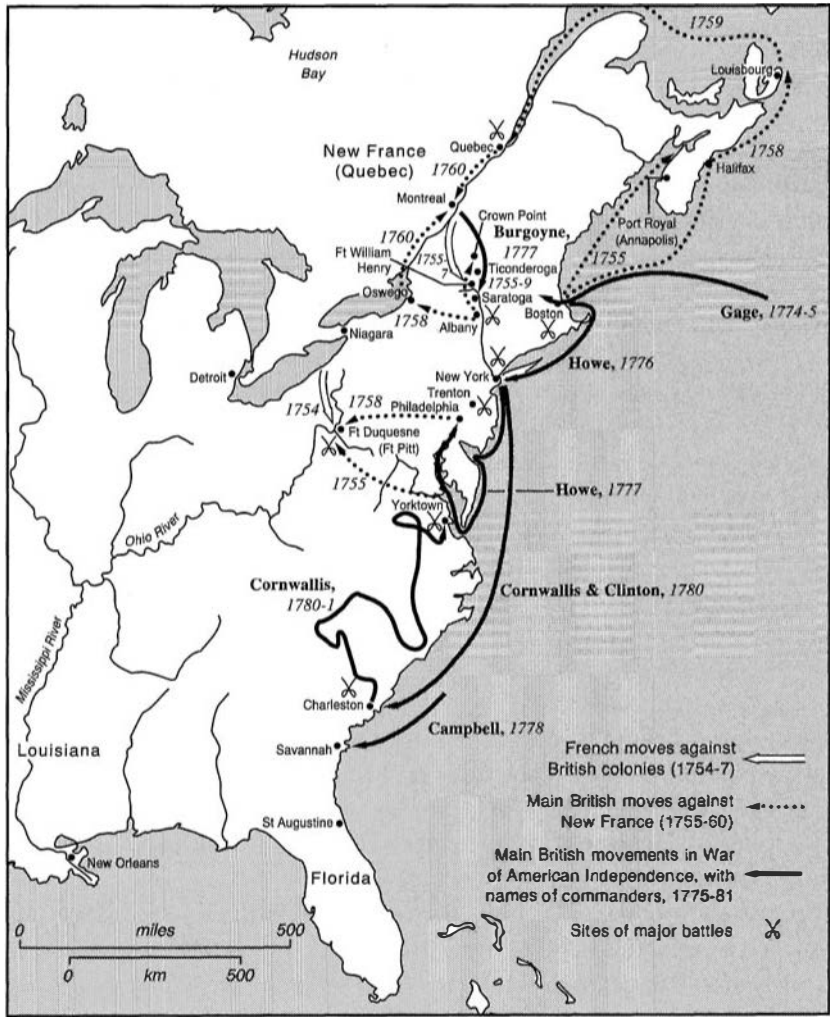 Hudson
Bay
1759
Louisbourg
Quebec
New France
(Quebec)
1760
1758
Halifax
Montreal
Crown Point
Burgoyne,
1777
Port Royal
(Annapolis)
1760
Ft William
Henry
1755-
7
Ticonderoga
1755-9
1755
Oswego
Saratoga
1758
Albany
Boston
Gage, 1774-5
Niagara
Detroit
New York
Howe, 1776
Trenton
1754
1758
Philadelphia
Ft Duquesne
(Ft Pitt)
1755
Howe, 1777
Yorktown
Ohio River
Cornwallis,
1780-1
Cornwallis & Clinton, 1780
Mississippi River
Charleston
Campbell, 1778
Louisiana
Savannah
French moves against
British colonies (1754-7)
Main British moves against
New France (1755-60)
St Augustine
New Orleans
Florida
Main British movements in War
of American Independence, with
names of commanders, 1775-81
Sites of major battles
0 miles 500
0 km 500